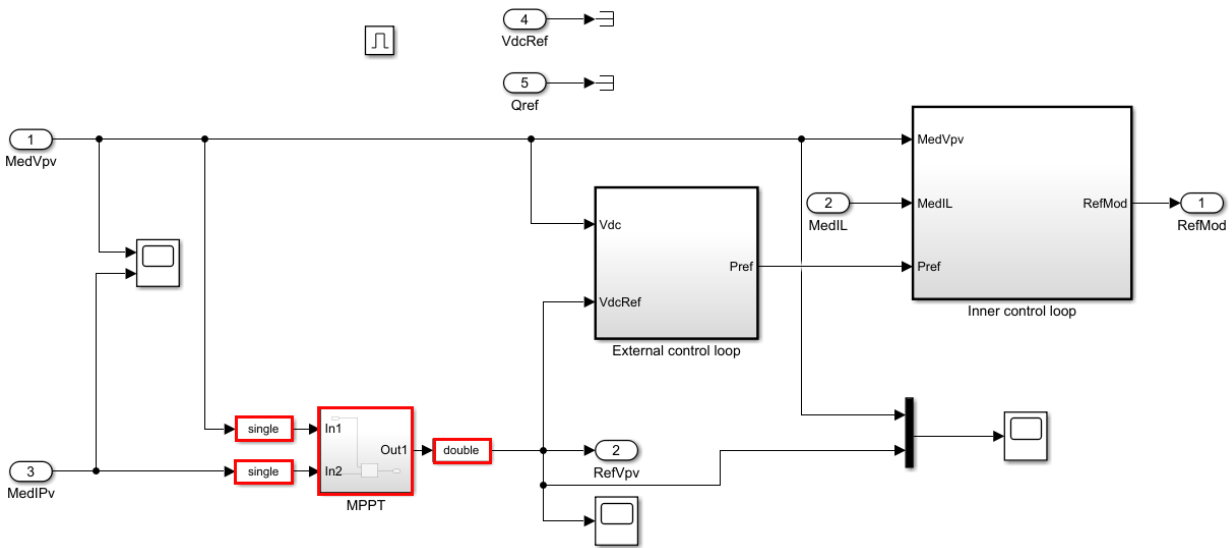 4
VdcRef
5
Qref
1
MedVpv
MedVpv
2
MedIL
MedIL
RefMod
1
RefMod
Vdc
Pref
Pref
VdcRef
Inner control loop
External control loop
single
In1
Out1
double
2
RefVpv
3
MedIPv
single
In2
MPPT